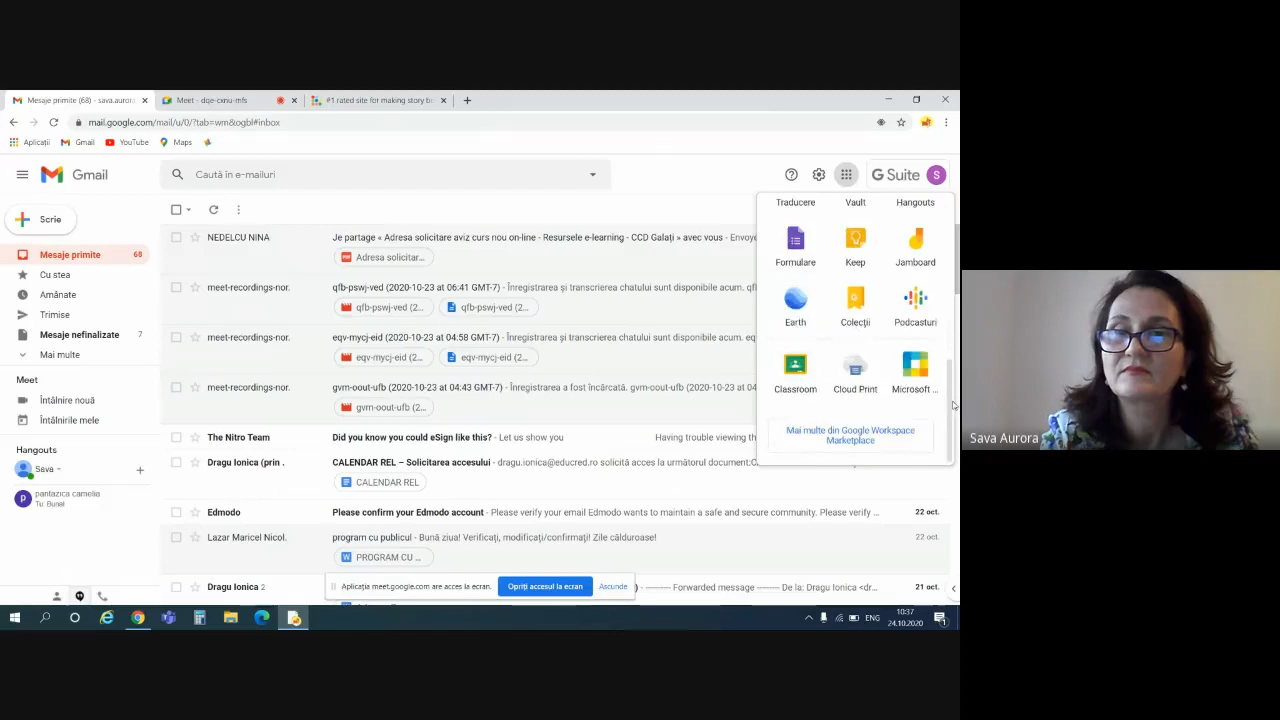 Mesaje primite (68) - sava.aurora
Meet - dqe-cxnu-mfs
#1 rated site for making story b
mail.google.com/mail/u/0/?tab=wm&ogbl#inbox
Aplicații Gmail YouTube Maps
Gmail
Caută în e-mailuri
G Suite S
Scrie
Mesaje primite 68
Cu stea
Amânate
Trimise
Mesaje nefinalizate 7
Mai multe
Meet
Întâlnire nouă
Întâlnirile mele
Hangouts
Sava
p pantazica camelia
Tu: Buna!
NEDELCU NINA Je partage « Adresa solicitare aviz curs nou on-line - Resursele e-learning - CCD Galați » avec vous - Envoyé
PDF Adresa solicitar...
meet-recordings-nor. qfb-pswj-ved (2020-10-23 at 06:41 GMT-7) - Înregistrarea și transcrierea chatului sunt disponibile acum.
qfb-pswj-ved (2... qfb-pswj-ved (2...
meet-recordings-nor. eqv-mycj-eid (2020-10-23 at 04:58 GMT-7) - Înregistrarea și transcrierea chatului sunt disponibile acum.
eqv-mycj-eid (2... eqv-mycj-eid (2...
meet-recordings-nor. gvm-oout-ufb (2020-10-23 at 04:43 GMT-7) - Înregistrarea a fost încărcată. gvm-oout-ufb (2020-10-23
gvm-oout-ufb (2...
The Nitro Team Did you know you could eSign like this? - Let us show you Having trouble viewing th
Dragu Ionica (prin . CALENDAR REL – Solicitarea accesului - dragu.ionica@educred.ro solicită acces la următorul document:
CALENDAR REL
Edmodo Please confirm your Edmodo account - Please verify your email Edmodo wants to maintain a safe and secure community. Please verify ... 22 oct.
Lazar Maricel Nicol. program cu publicul - Bună ziua! Verificați, modificați/confirmați! Zile călduroase! 22 oct.
W PROGRAM CU ...
Dragu Ionica 2 ---------- Forwarded message --------- De la: Dragu Ionica <dr... 21 oct.
Traducere Vault Hangouts
Formulare Keep Jamboard
Earth Colecții Podcasturi
Classroom Cloud Print Microsoft ...
Mai multe din Google Workspace
Marketplace
Aplicația meet.google.com are acces la ecran. Opriți accesul la ecran Ascunde
ENG
10:37
24.10.2020
1
Sava Aurora